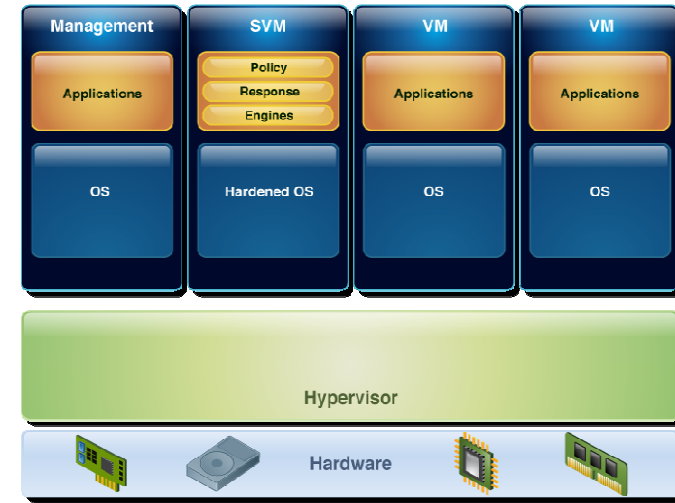 Management
Applications
OS
SVM
Policy
Response
Engines
Hardened OS
VM
Applications
OS
VM
Applications
OS
Hypervisor
Hardware